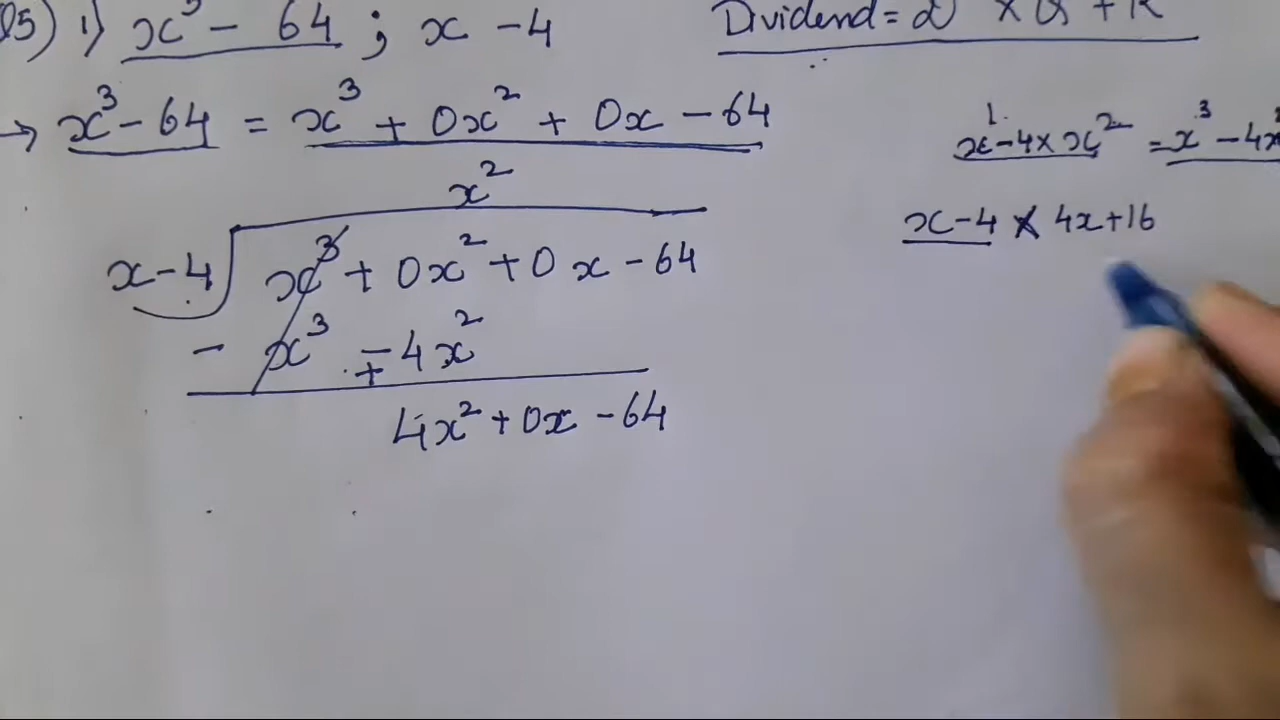 Q5) 1) x³ - 64 ; x - 4
Dividend = D × Q + R
→ x³ - 64 = x³ + 0x² + 0x - 64
x - 4 × x² = x³ - 4x²
x²
x - 4 × 4x + 16
x - 4 x³ + 0x² + 0x - 64
- x³ - 4x²
+
4x² + 0x - 64